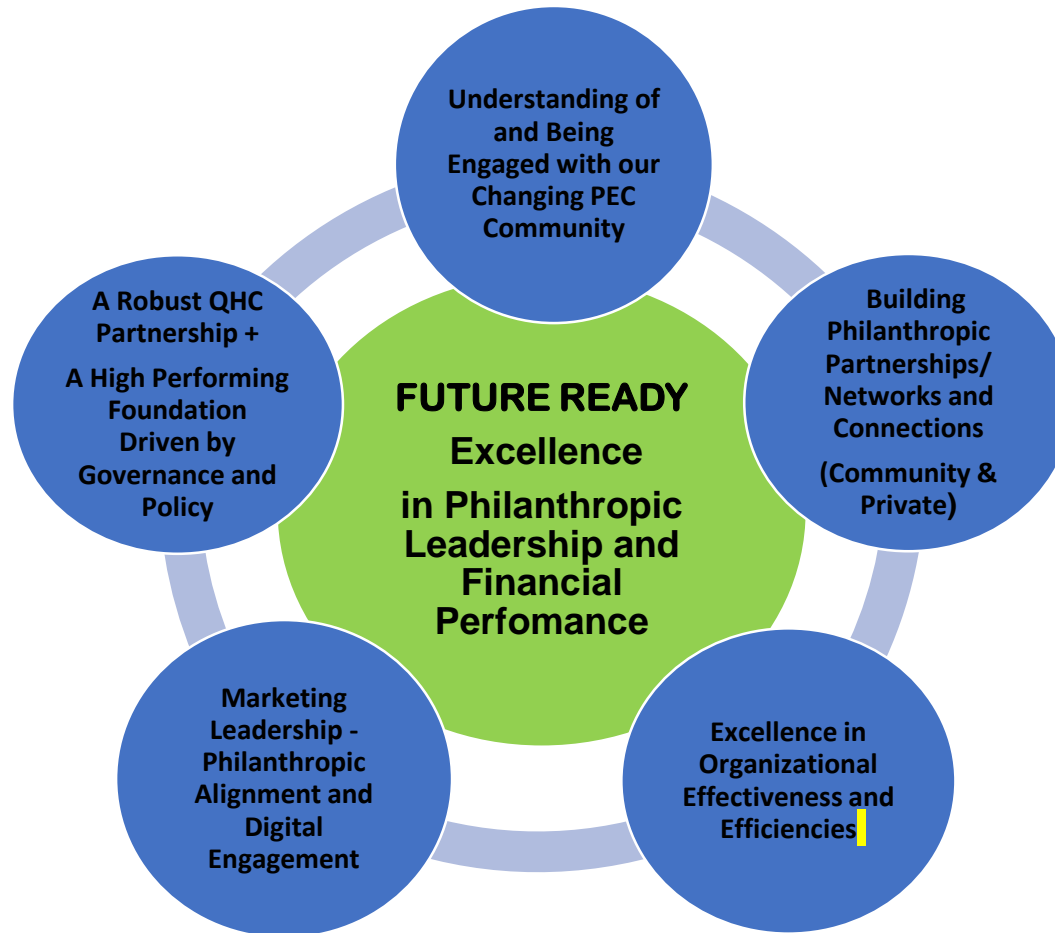 Understanding of
and Being
Engaged with our
Changing PEC
Community
A Robust QHC
Partnership +
A High Performing
Foundation
Driven by
Governance and
Policy
FUTURE READY
Excellence
in Philanthropic
Leadership and
Financial
Perfomance
Building
Philanthropic
Partnerships/
Networks and
Connections
(Community &
Private)
Marketing
Leadership -
Philanthropic
Alignment and
Digital
Engagement
Excellence in
Organizational
Effectiveness and
Efficiencies